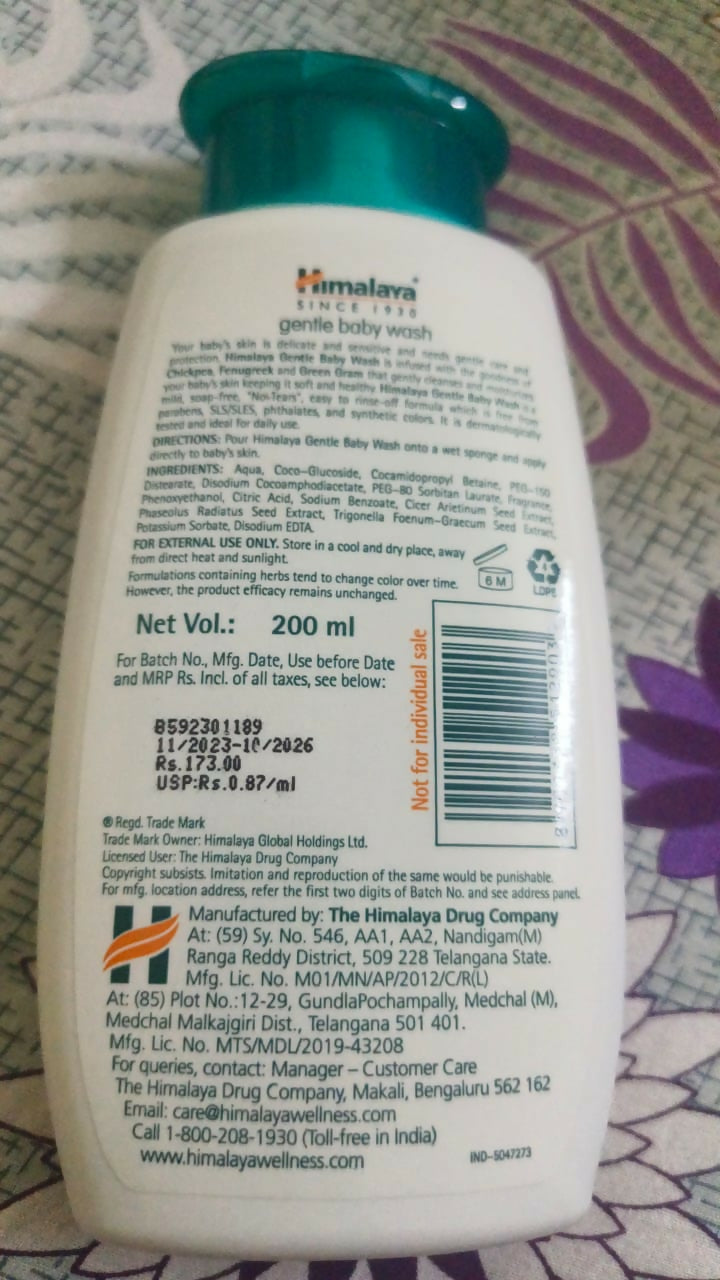 Himalaya
SINCE 1930
gentle baby wash
Your baby's skin is delicate and sensitive and needs gentle care and
protection. Himalaya Gentle Baby Wash is infused with the goodness of
Chickpea, Fenugreek and Green Gram that gently cleanses and moisturizes
your baby's skin keeping it soft and healthy Himalaya Gentle Baby Wash is a
mild, soap-free, "No-Tears", easy to rinse-off formula which is free from
parabens, SLS/SLES, phthalates, and synthetic colors. It is dermatologically
tested and ideal for daily use.
DIRECTIONS: Pour Himalaya Gentle Baby Wash onto a wet sponge and apply
directly to baby's skin.
INGREDIENTS: Aqua, Coco-Glucoside, Cocamidopropyl Betaine, PEG-150
Distearate, Disodium Cocoamphodiacetate, PEG-80 Sorbitan Laurate, Fragrance,
Phenoxyethanol, Citric Acid, Sodium Benzoate, Cicer Arietinum Seed Extract,
Phaseolus Radiatus Seed Extract, Trigonella Foenum-Graecum Seed Extract,
Potassium Sorbate, Disodium EDTA.
FOR EXTERNAL USE ONLY. Store in a cool and dry place, away
from direct heat and sunlight.
Formulations containing herbs tend to change color over time.
However, the product efficacy remains unchanged.
6 M
4
LDPE
Net Vol.: 200 ml
For Batch No., Mfg. Date, Use before Date
and MRP Rs. Incl. of all taxes, see below:
Not for individual sale
8592301189
11/2023-10/2026
Rs.173.00
USP:Rs.0.87/ml
® Regd. Trade Mark
Trade Mark Owner: Himalaya Global Holdings Ltd.
Licensed User: The Himalaya Drug Company
Copyright subsists. Imitation and reproduction of the same would be punishable.
For mfg. location address, refer the first two digits of Batch No. and see address panel.
Manufactured by: The Himalaya Drug Company
At: (59) Sy. No. 546, AA1, AA2, Nandigam(M)
Ranga Reddy District, 509 228 Telangana State.
Mfg. Lic. No. M01/MN/AP/2012/C/R(L)
At: (85) Plot No.:12-29, GundlaPochampally, Medchal (M),
Medchal Malkajgiri Dist., Telangana 501 401.
Mfg. Lic. No. MTS/MDL/2019-43208
For queries, contact: Manager – Customer Care
The Himalaya Drug Company, Makali, Bengaluru 562 162
Email: care@himalayawellness.com
Call 1-800-208-1930 (Toll-free in India)
www.himalayawellness.com
IND-5047273